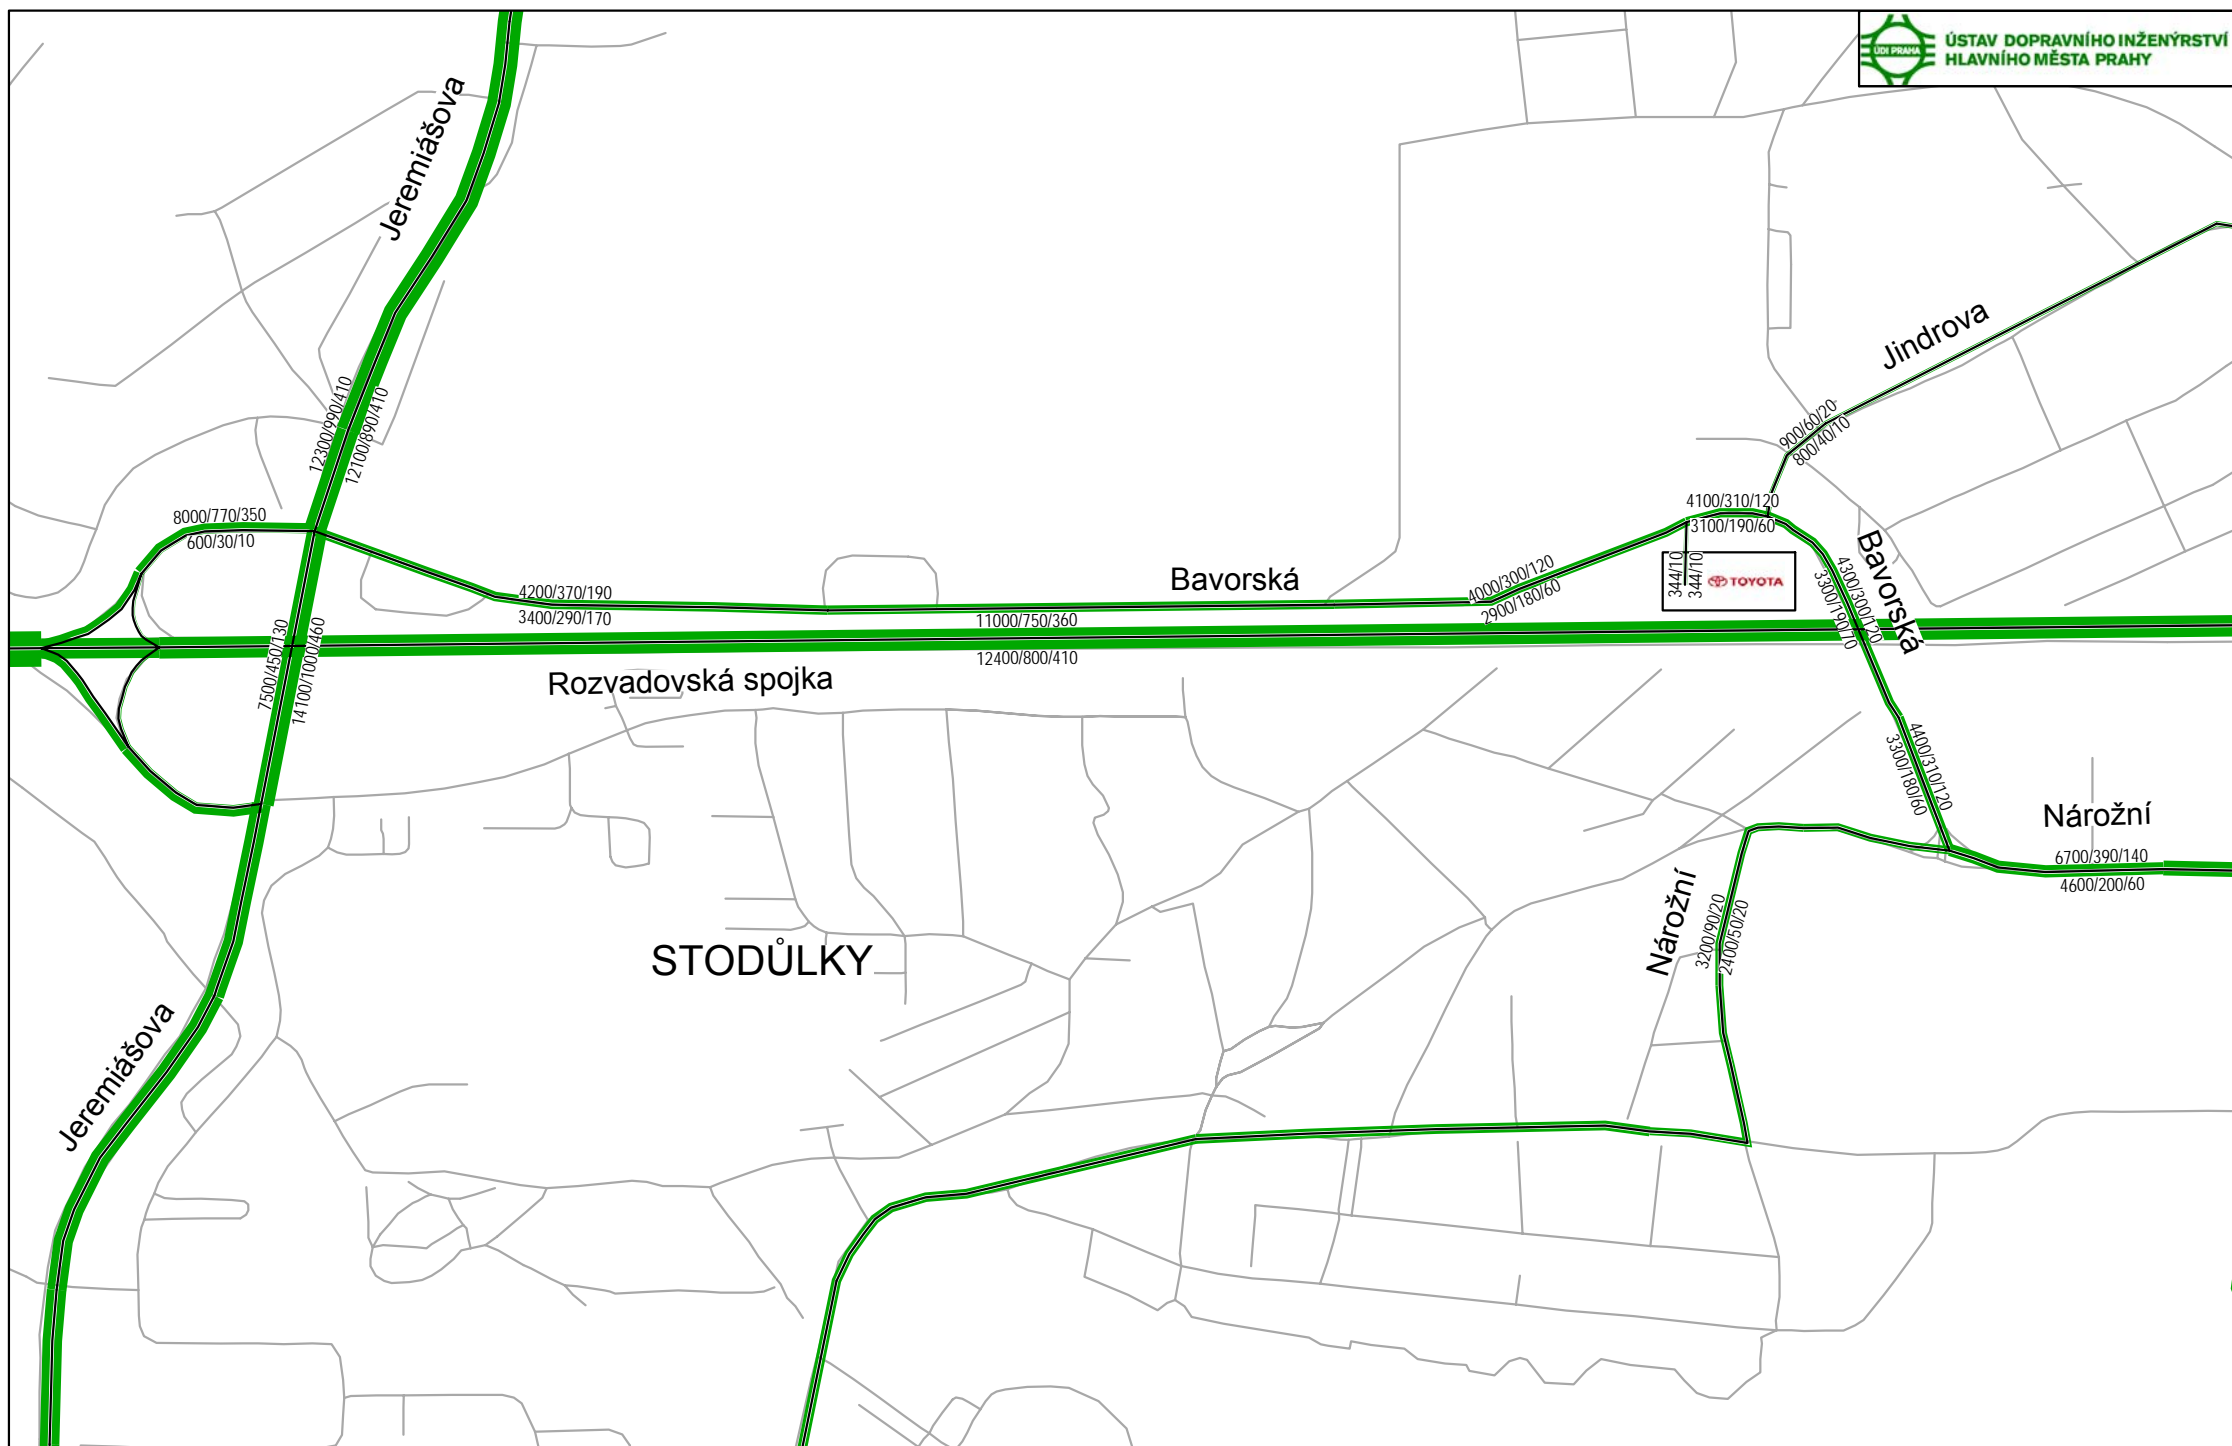 ÚDI PRAHA
ÚSTAV DOPRAVNÍHO INŽENÝRSTVÍ
HLAVNÍHO MĚSTA PRAHY
Jeremiášova
Jindrova
12300/990/410
12100/890/410
900/60/20
800/40/10
8000/770/350
600/30/10
4100/310/120
3100/190/60
Bavorská
344/10
344/10
TOYOTA
Bavorská
4000/300/120
2900/180/60
4300/300/120
3300/190/70
4200/370/190
3400/290/170
11000/750/360
12400/800/410
7500/450/130
14100/1000/460
Rozvadovská spojka
4400/310/120
3300/180/60
Nárožní
6700/390/140
4600/200/60
Nárožní
3200/90/20
2400/50/20
STODŮLKY
Jeremiášova